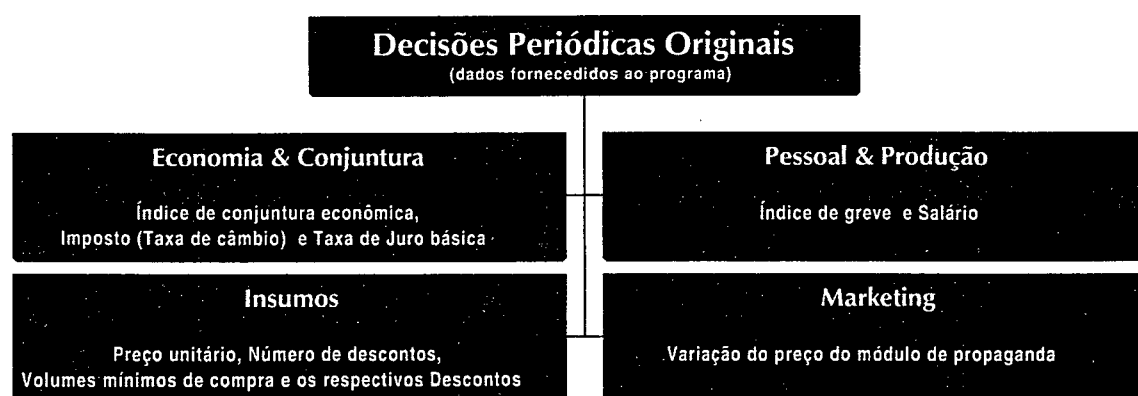 Decisões Periódicas Originais
(dados fornecedidos ao programa)
Economia & Conjuntura
Índice de conjuntura econômica,
Imposto (Taxa de câmbio) e Taxa de Juro básica
Pessoal & Produção
Índice de greve e Salário
Insumos
Preço unitário, Número de descontos,
Volumes mínimos de compra e os respectivos Descontos
Marketing
Variação do preço do módulo de propaganda